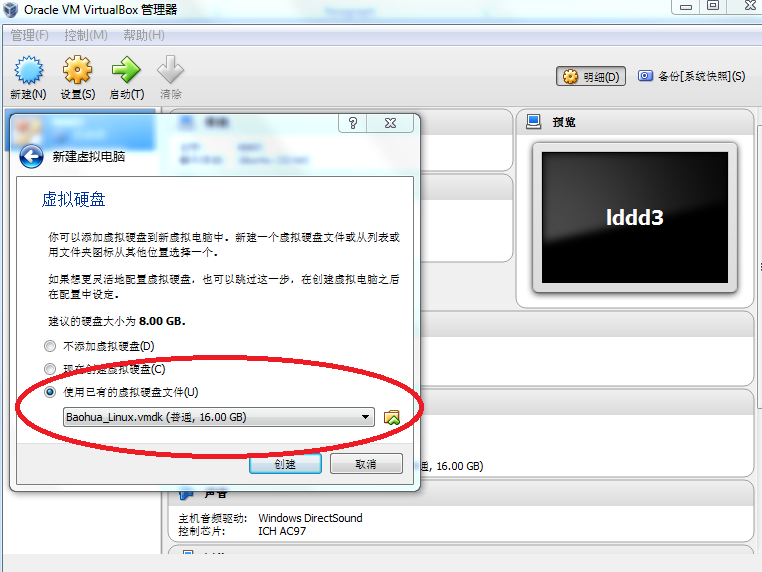 Oracle VM VirtualBox 管理器
管理(F) 控制(M) 帮助(H)
新建(N) 设置(S) 启动(T) 清除
明细(D) 备份[系统快照](S)
新建虚拟电脑
预览
lddd3
虚拟硬盘
你可以添加虚拟硬盘到新虚拟电脑中。新建一个虚拟硬盘文件或从列表或
用文件夹图标从其他位置选择一个。
如果想更灵活地配置虚拟硬盘，也可以跳过这一步，在创建虚拟电脑之后
在配置中设定。
建议的硬盘大小为 8.00 GB.
不添加虚拟硬盘(D)
现在创建虚拟硬盘(C)
使用已有的虚拟硬盘文件(U)
Baohua_Linux.vmdk (普通, 16.00 GB)
创建 取消
通, 16.00 GB)
声音
主机音频驱动: Windows DirectSound
控制芯片: ICH AC97